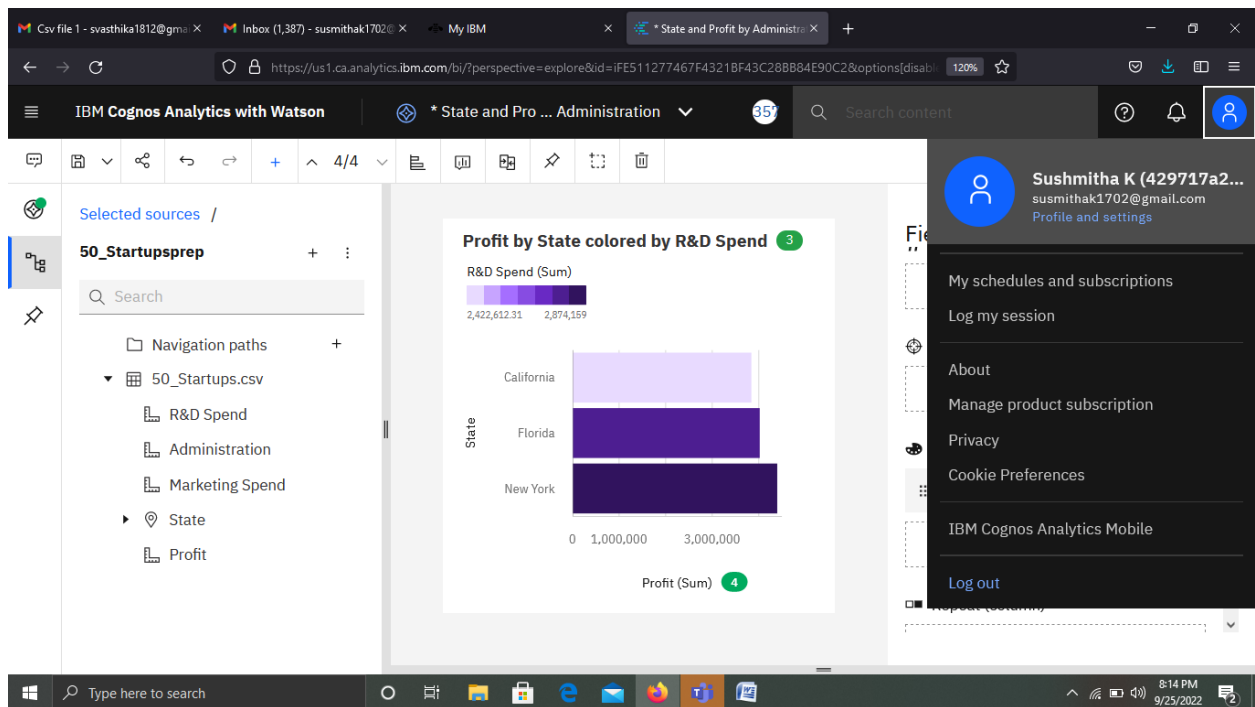 Csv file 1 - svasthika1812@gmai
Inbox (1,387) - susmithak1702@
My IBM
* State and Profit by Administra
https://us1.ca.analytics.ibm.com/bi/?perspective=explore&id=iFE511277467F4321BF43C28BB84E90C2&options[disabl
120%
IBM Cognos Analytics with Watson
* State and Pro ... Administration
357
Search content
4/4
Sushmitha K (429717a2...
susmithak1702@gmail.com
Profile and settings
My schedules and subscriptions
Log my session
About
Manage product subscription
Privacy
Cookie Preferences
IBM Cognos Analytics Mobile
Log out
Selected sources /
50_Startupsprep
Search
Navigation paths
50_Startups.csv
R&D Spend
Administration
Marketing Spend
State
Profit
Profit by State colored by R&D Spend 3
R&D Spend (Sum)
2,422,612.31 2,874,159
State
California
Florida
New York
0 1,000,000 3,000,000
Profit (Sum) 4
Fie
Type here to search
8:14 PM
9/25/2022
2